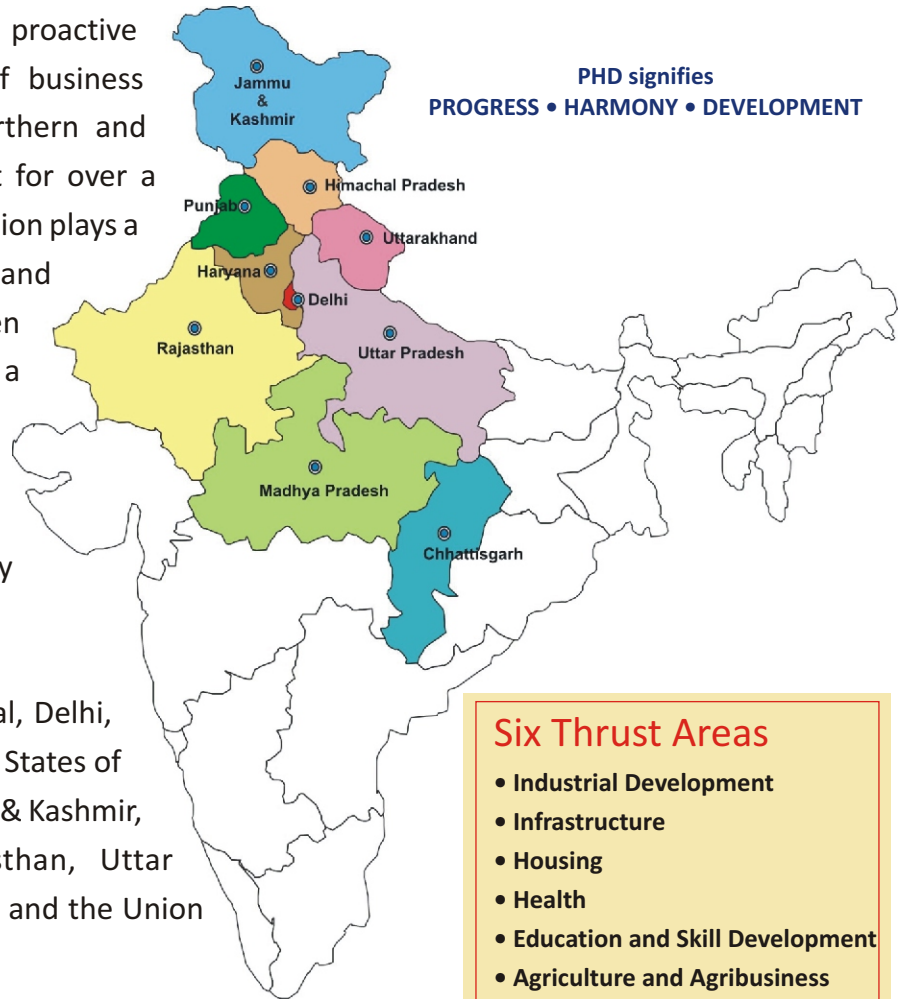 proactive
f business
rthern and
t for over a
ion plays a
and
en
a
y
al, Delhi,
States of
& Kashmir,
sthan, Uttar
and the Union
PHD signifies
PROGRESS • HARMONY • DEVELOPMENT
Jammu
&
Kashmir
Himachal Pradesh
Punjab
Uttarakhand
Haryana
Delhi
Rajasthan
Uttar Pradesh
Madhya Pradesh
Chhattisgarh
Six Thrust Areas
• Industrial Development
• Infrastructure
• Housing
• Health
• Education and Skill Development
• Agriculture and Agribusiness